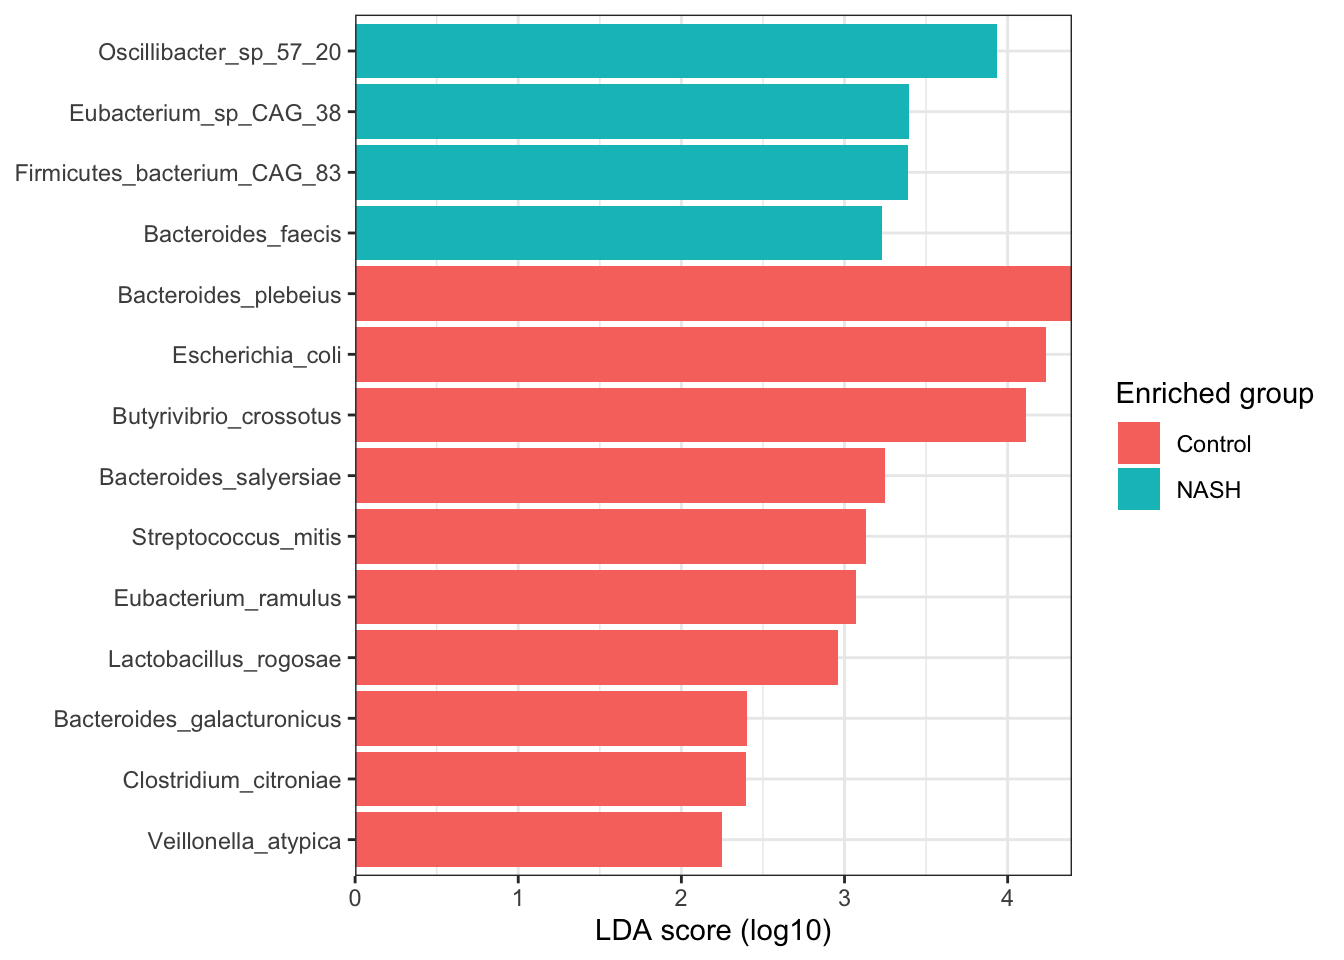 Oscillibacter_sp_57_20
Eubacterium_sp_CAG_38
Firmicutes_bacterium_CAG_83
Bacteroides_faecis
Bacteroides_plebeius
Escherichia_coli
Butyrivibrio_crossotus
Bacteroides_salyersiae
Streptococcus_mitis
Eubacterium_ramulus
Lactobacillus_rogosae
Bacteroides_galacturonicus
Clostridium_citroniae
Veillonella_atypica
0 1 2 3 4
LDA score (log10)
Enriched group
Control
NASH